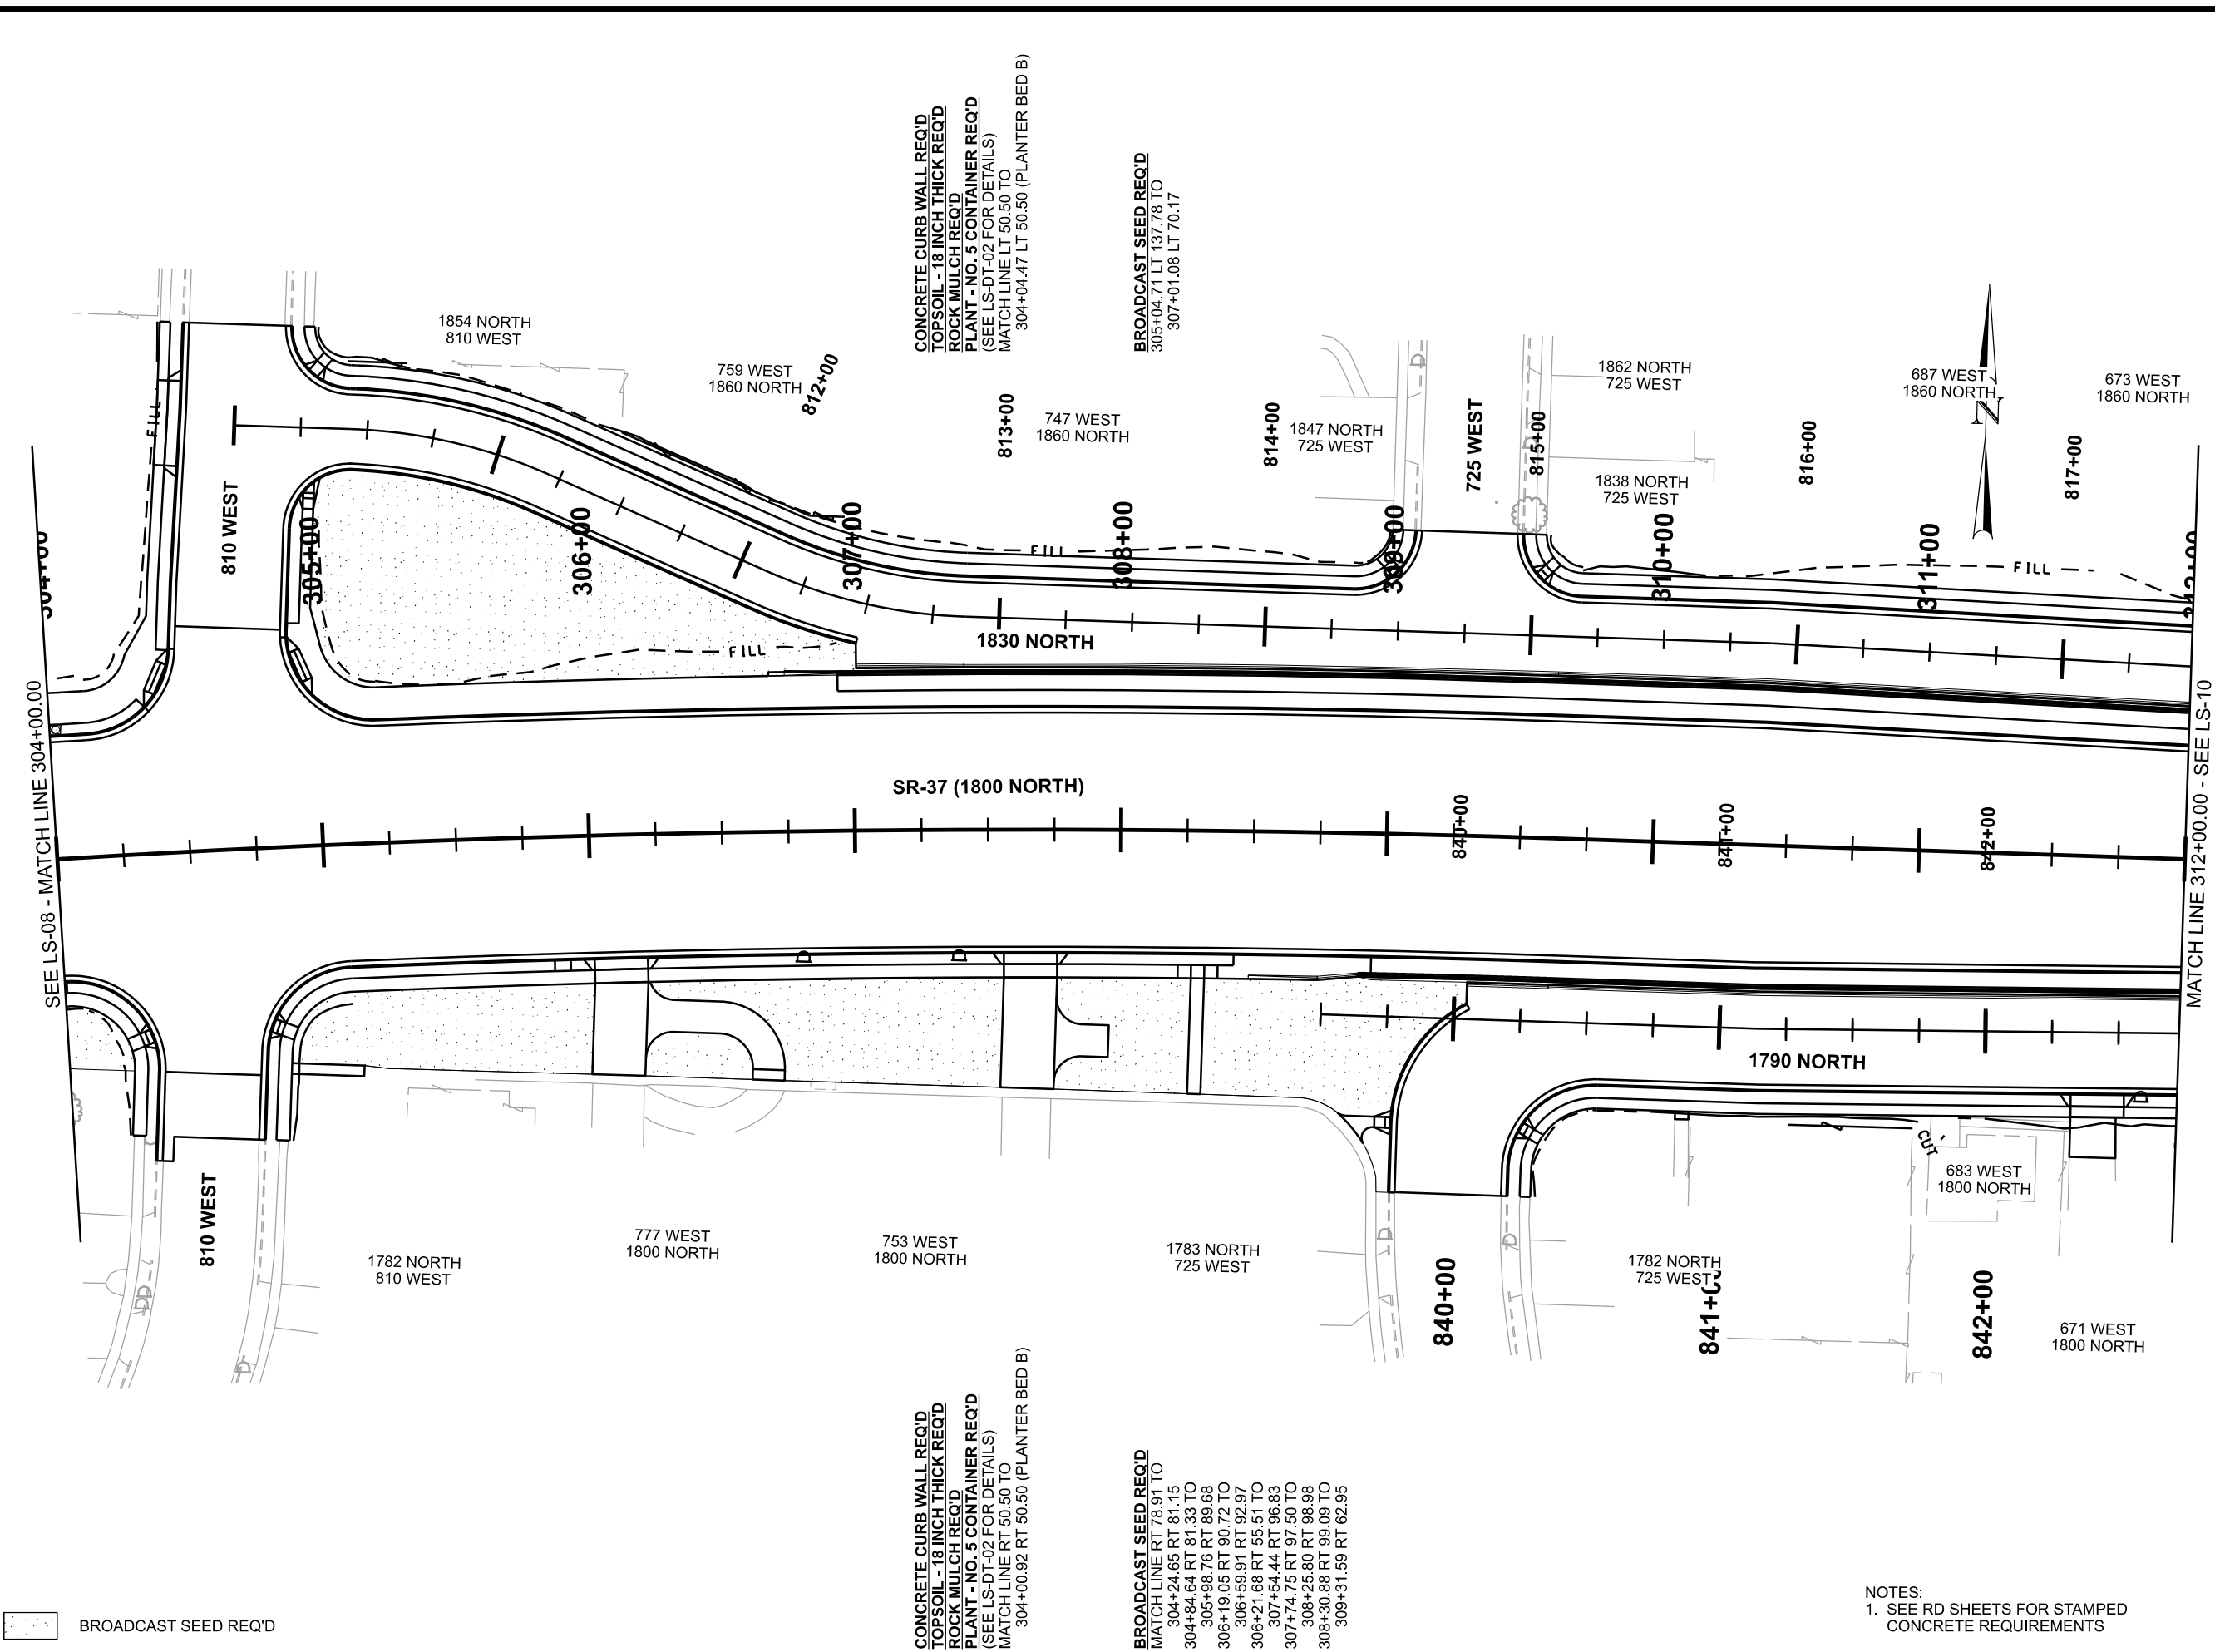 CONCRETE CURB WALL REQ'D
TOPSOIL - 18 INCH THICK REQ'D
ROCK MULCH REQ'D
PLANT - NO. 5 CONTAINER REQ'D
(SEE LS-DT-02 FOR DETAILS)
MATCH LINE LT 50.50 TO
304+04.47 LT 50.50 (PLANTER BED B)
BROADCAST SEED REQ'D
305+04.71 LT 137.78 TO
307+01.08 LT 70.17
1854 NORTH
810 WEST
759 WEST
1860 NORTH
812+00
813+00
747 WEST
1860 NORTH
814+00
1847 NORTH
725 WEST
725 WEST
815+00
1862 NORTH
725 WEST
1838 NORTH
725 WEST
816+00
687 WEST
1860 NORTH
N
817+00
673 WEST
1860 NORTH
FILL
810 WEST
304+00
305+00
306+00
307+00
308+00
309+00
310+00
311+00
312+00
FILL
FILL
FILL
1830 NORTH
SEE LS-08 - MATCH LINE 304+00.00
MATCH LINE 312+00.00 - SEE LS-10
SR-37 (1800 NORTH)
840+00
841+00
842+00
1790 NORTH
CUT
683 WEST
1800 NORTH
810 WEST
1782 NORTH
810 WEST
777 WEST
1800 NORTH
753 WEST
1800 NORTH
1783 NORTH
725 WEST
840+00
1782 NORTH
725 WEST
841+00
842+00
671 WEST
1800 NORTH
D
D
D
D
D
D
D
CONCRETE CURB WALL REQ'D
TOPSOIL - 18 INCH THICK REQ'D
ROCK MULCH REQ'D
PLANT - NO. 5 CONTAINER REQ'D
(SEE LS-DT-02 FOR DETAILS)
MATCH LINE RT 50.50 TO
304+00.92 RT 50.50 (PLANTER BED B)
BROADCAST SEED REQ'D
MATCH LINE RT 78.91 TO
304+24.65 RT 81.15
304+84.64 RT 81.33 TO
305+98.76 RT 89.68
306+19.05 RT 90.72 TO
306+59.91 RT 92.97
306+21.68 RT 55.51 TO
307+54.44 RT 96.83
307+74.75 RT 97.50 TO
308+25.80 RT 98.98
308+30.88 RT 99.09 TO
309+31.59 RT 62.95
BROADCAST SEED REQ'D
NOTES:
1. SEE RD SHEETS FOR STAMPED
CONCRETE REQUIREMENTS